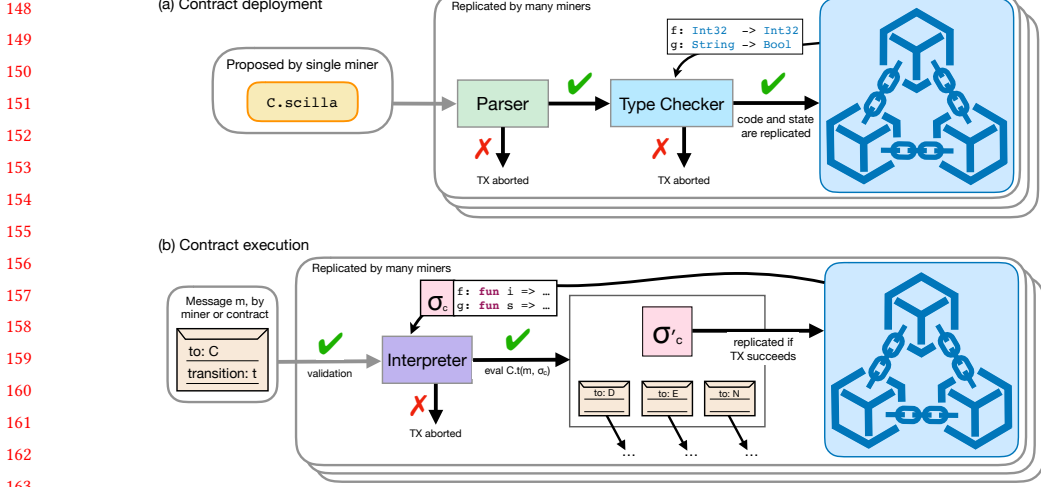 148
(a) Contract deployment
Replicated by many miners
149
f: Int32 -> Int32
g: String -> Bool
150
Proposed by single miner
151
C.scilla
Parser
Type Checker
code and state
are replicated
152
153
TX aborted
TX aborted
154
155
(b) Contract execution
156
Replicated by many miners
157
Message m, by
miner or contract
σc
f: fun i => …
g: fun s => …
158
to: C
transition: t
validation
Interpreter
eval C.t(m, σc)
σ'c
replicated if
TX succeeds
159
160
to: D
to: E
to: N
161
TX aborted
162
...
...
...
163